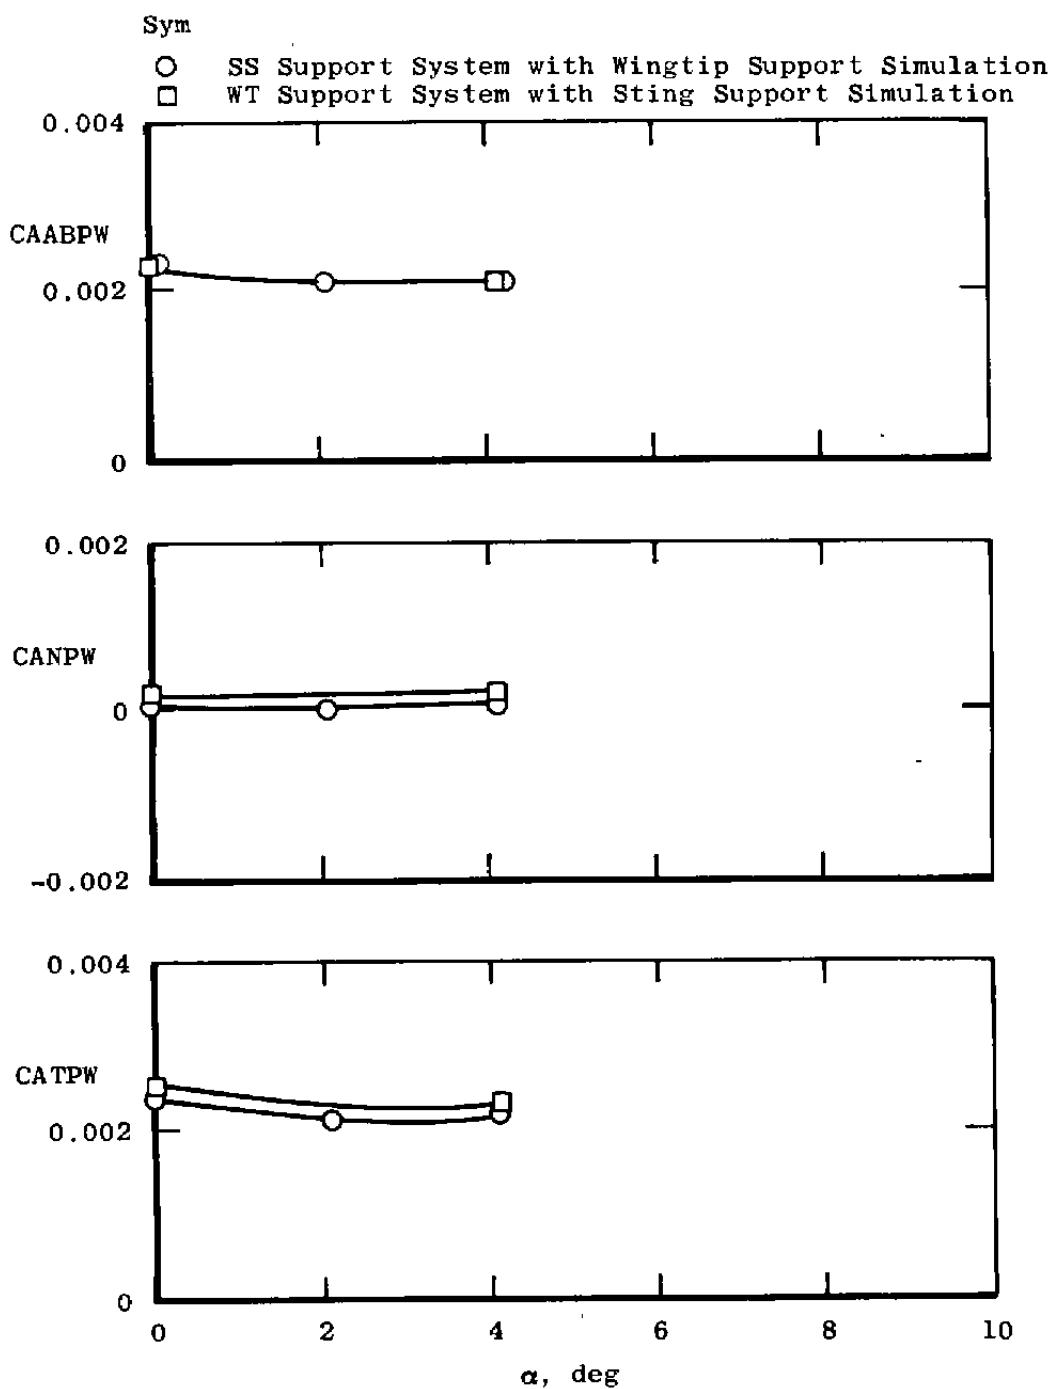 Sym
SS Support System with Wingtip Support Simulation
WT Support System with Sting Support Simulation
0.004
CAABPW
0.002
0
0.002
CANPW
0
-0.002
0.004
CATPW
0.002
0
0 2 4 6 8 10
α, deg